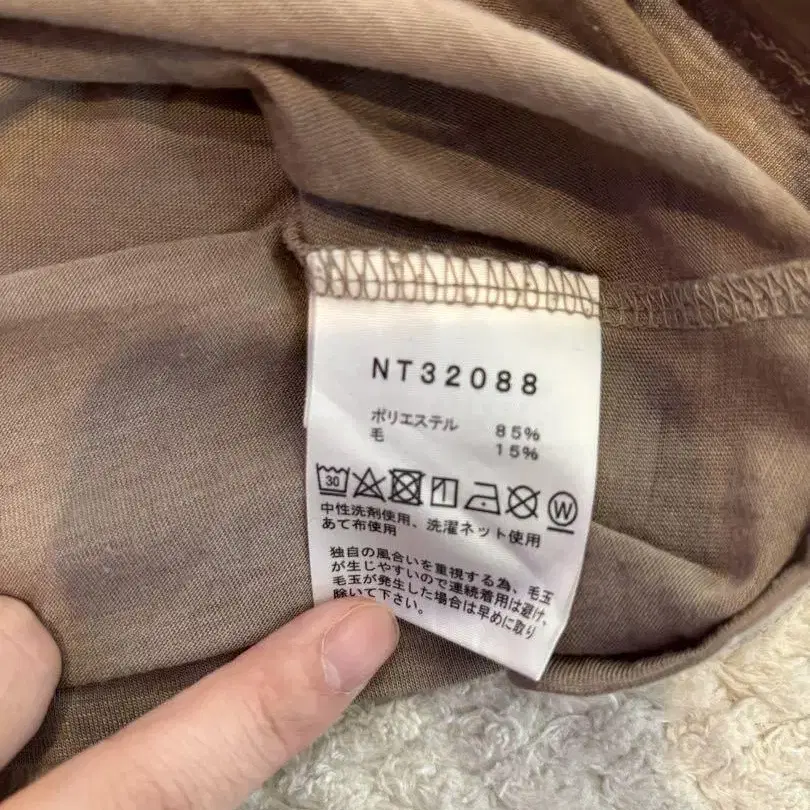 NT32088
ポリエステル 85%
毛 15%
30 W
中性洗剤使用、洗濯ネット使用
あて布使用
独自の風合いを重視する為、毛玉
が生じやすいので連続着用は避け、
毛玉が発生した場合は早めに取り
除いて下さい。